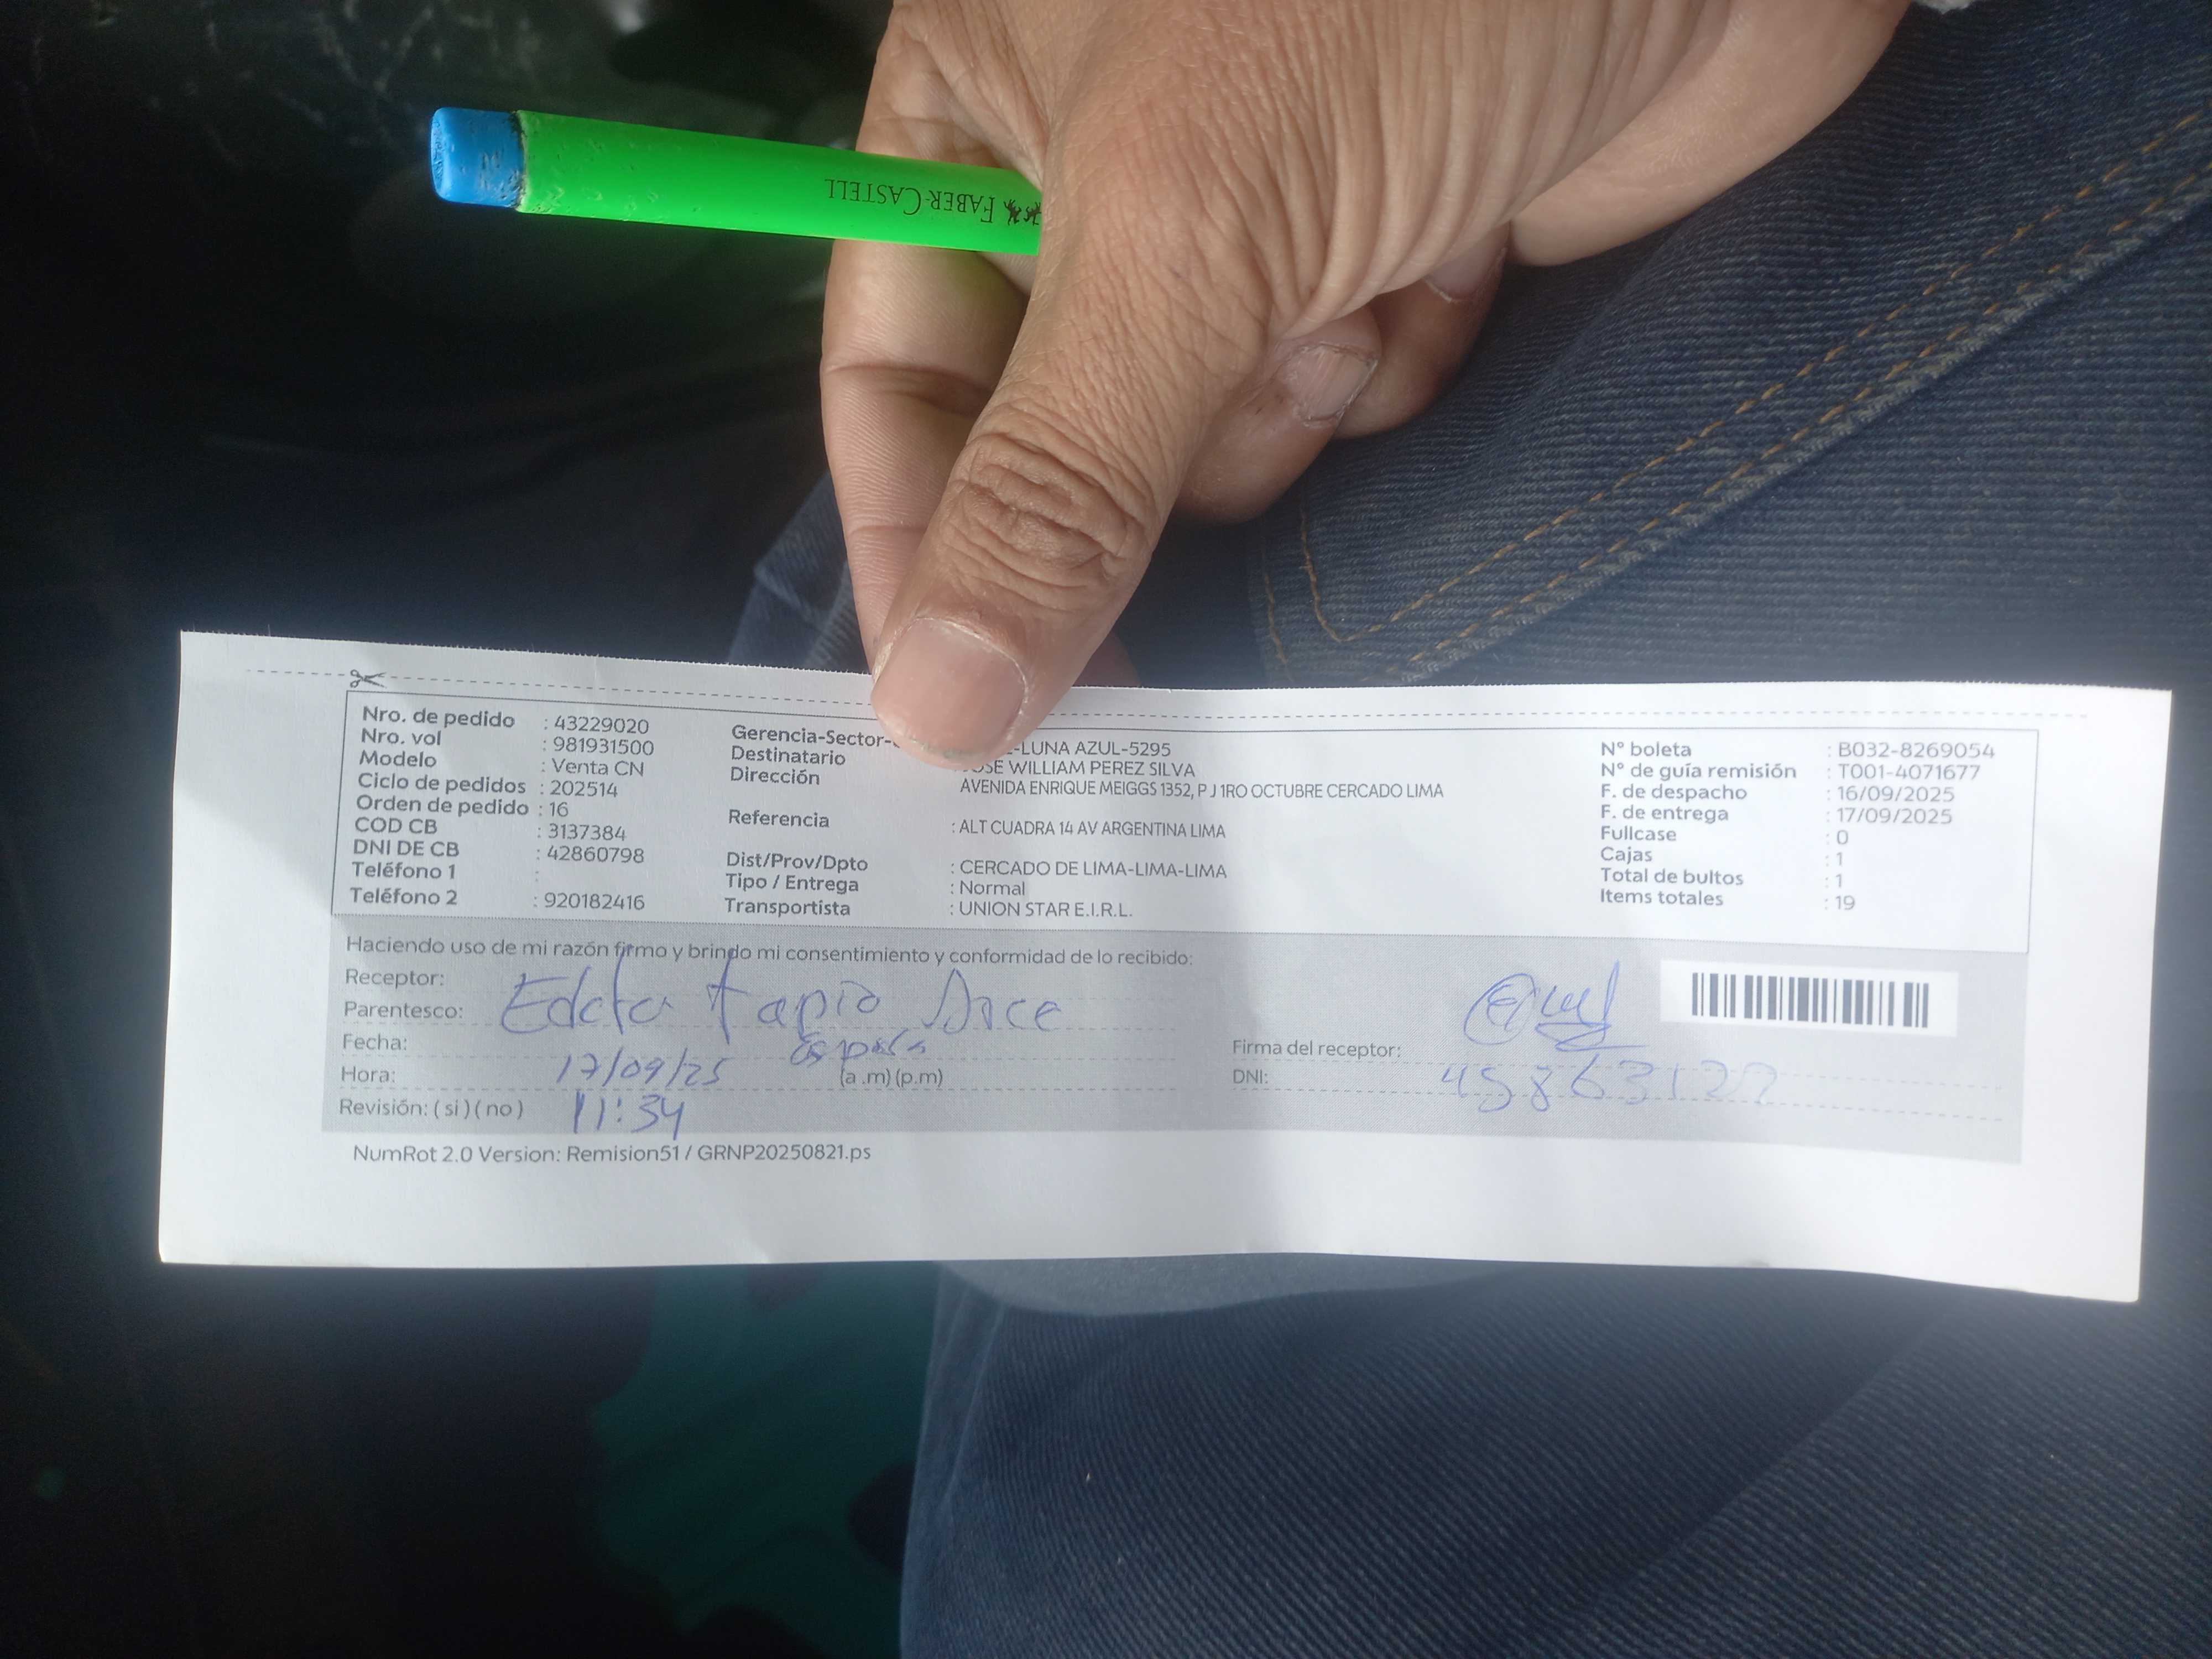 FABER-CASTELL
Nro. de pedido : 43229020
Nro. vol : 981931500
Modelo : Venta CN
Ciclo de pedidos : 202514
Orden de pedido : 16
COD CB : 3137384
DNI DE CB : 42860798
Teléfono 1 :
Teléfono 2 : 920182416
Gerencia-Sector- -LUNA AZUL-5295
Destinatario JOSE WILLIAM PEREZ SILVA
Dirección AVENIDA ENRIQUE MEIGGS 1352, P J 1RO OCTUBRE CERCADO LIMA
Referencia : ALT CUADRA 14 AV ARGENTINA LIMA
Dist/Prov/Dpto : CERCADO DE LIMA-LIMA-LIMA
Tipo / Entrega : Normal
Transportista : UNION STAR E.I.R.L.
N° boleta : B032-8269054
N° de guía remisión : T001-4071677
F. de despacho : 16/09/2025
F. de entrega : 17/09/2025
Fullcase : 0
Cajas : 1
Total de bultos : 1
Items totales : 19
Haciendo uso de mi razón firmo y brindo mi consentimiento y conformidad de lo recibido:
Receptor:
Parentesco: tapia Arce
Fecha: 17/09/25
Hora: (a .m) (p.m)
Revisión: ( si ) ( no ) 11:34
Firma del receptor:
DNI: 45863122
NumRot 2.0 Version: Remision51 / GRNP20250821.ps